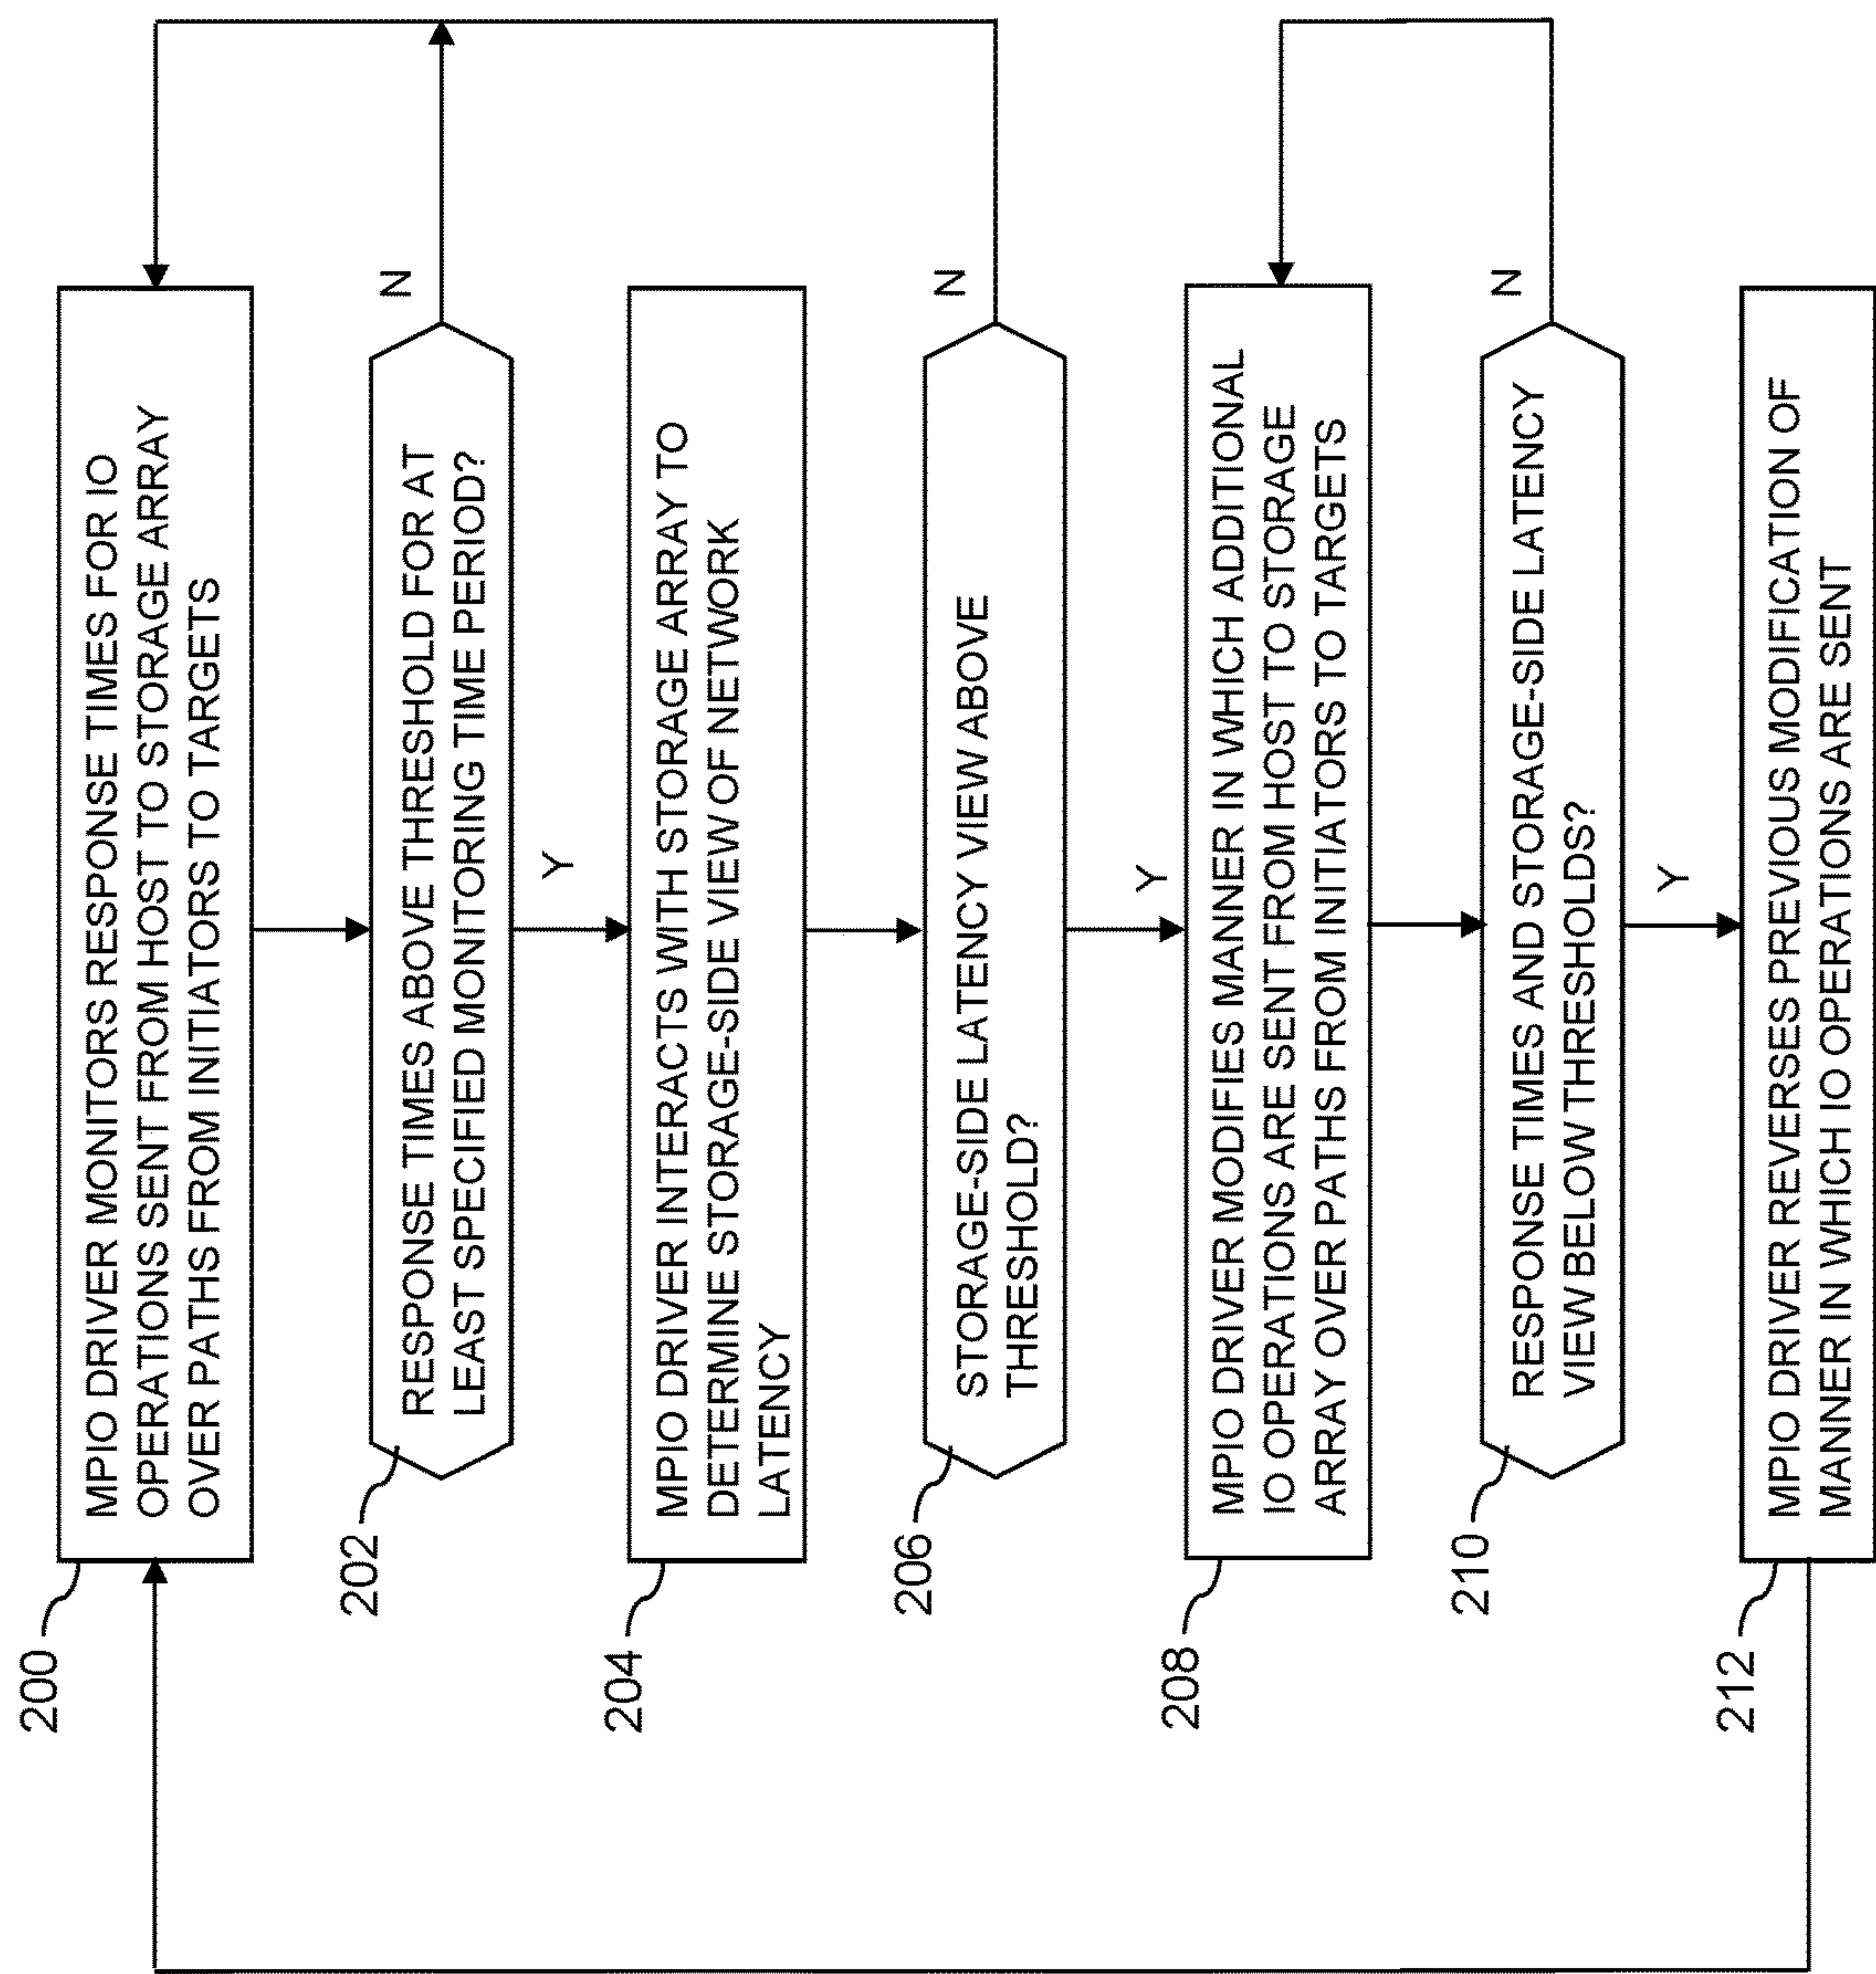 200
MPIO DRIVER MONITORS RESPONSE TIMES FOR IO
OPERATIONS SENT FROM HOST TO STORAGE ARRAY
OVER PATHS FROM INITIATORS TO TARGETS
202
RESPONSE TIMES ABOVE THRESHOLD FOR AT
LEAST SPECIFIED MONITORING TIME PERIOD?
N
Y
204
MPIO DRIVER INTERACTS WITH STORAGE ARRAY TO
DETERMINE STORAGE-SIDE VIEW OF NETWORK
LATENCY
206
STORAGE-SIDE LATENCY VIEW ABOVE
THRESHOLD?
N
Y
208
MPIO DRIVER MODIFIES MANNER IN WHICH ADDITIONAL
IO OPERATIONS ARE SENT FROM HOST TO STORAGE
ARRAY OVER PATHS FROM INITIATORS TO TARGETS
210
RESPONSE TIMES AND STORAGE-SIDE LATENCY
VIEW BELOW THRESHOLDS?
N
Y
212
MPIO DRIVER REVERSES PREVIOUS MODIFICATION OF
MANNER IN WHICH IO OPERATIONS ARE SENT